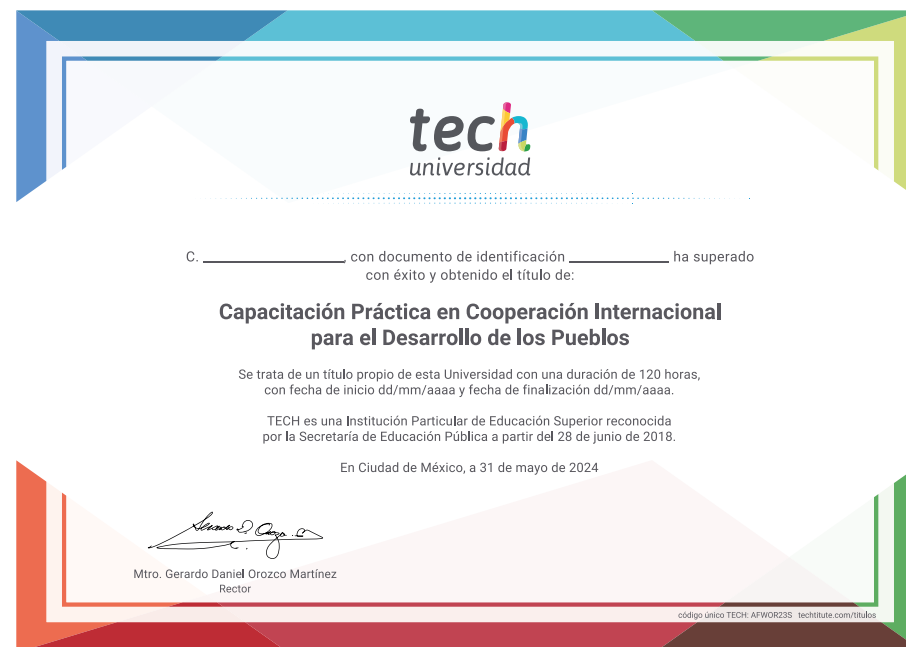 tech
universidad
C. ____________________, con documento de identificación ______________ ha superado
con éxito y obtenido el título de:
Capacitación Práctica en Cooperación Internacional
para el Desarrollo de los Pueblos
Se trata de un título propio de esta Universidad con una duración de 120 horas,
con fecha de inicio dd/mm/aaaa y fecha de finalización dd/mm/aaaa.
TECH es una Institución Particular de Educación Superior reconocida
por la Secretaría de Educación Pública a partir del 28 de junio de 2018.
En Ciudad de México, a 31 de mayo de 2024
Mtro. Gerardo Daniel Orozco Martínez
Rector
código único TECH: AFWOR23S techtitute.com/titulos